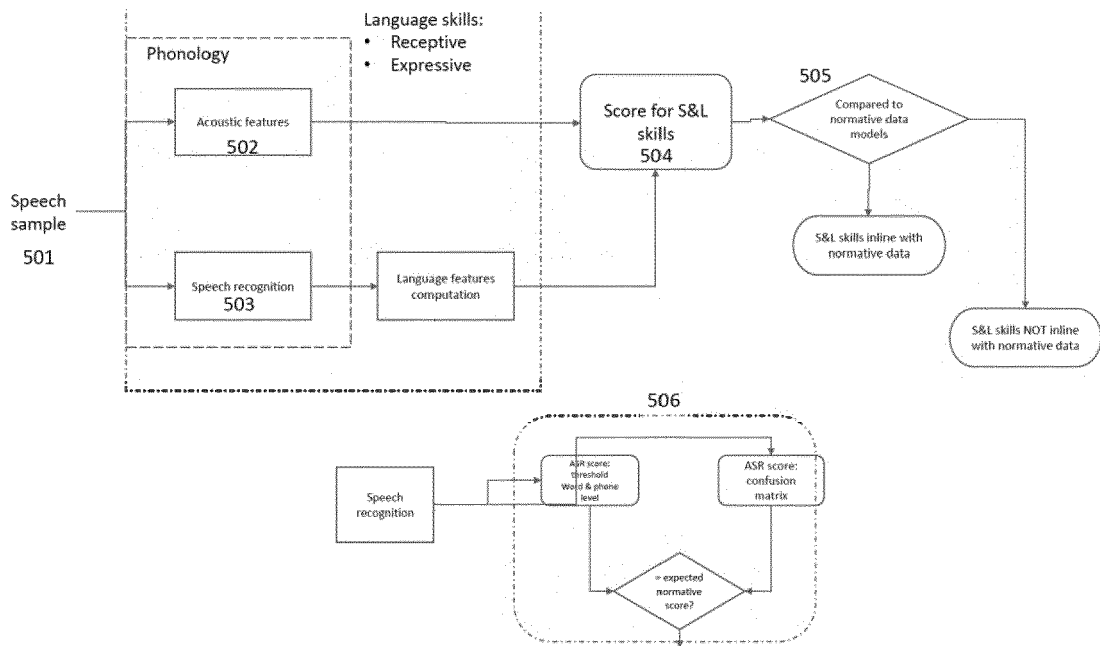 Language skills:
• Receptive
• Expressive
Phonology
Acoustic features
502
Speech
sample
501
Speech recognition
503
Language features
computation
Score for S&L
skills
504
505
Compared to
normative data
models
S&L skills inline with
normative data
S&L skills NOT inline
with normative data
506
Speech
recognition
ASR score:
threshold
Word & phone
level
ASR score:
confusion
matrix
= expected
normative
score?